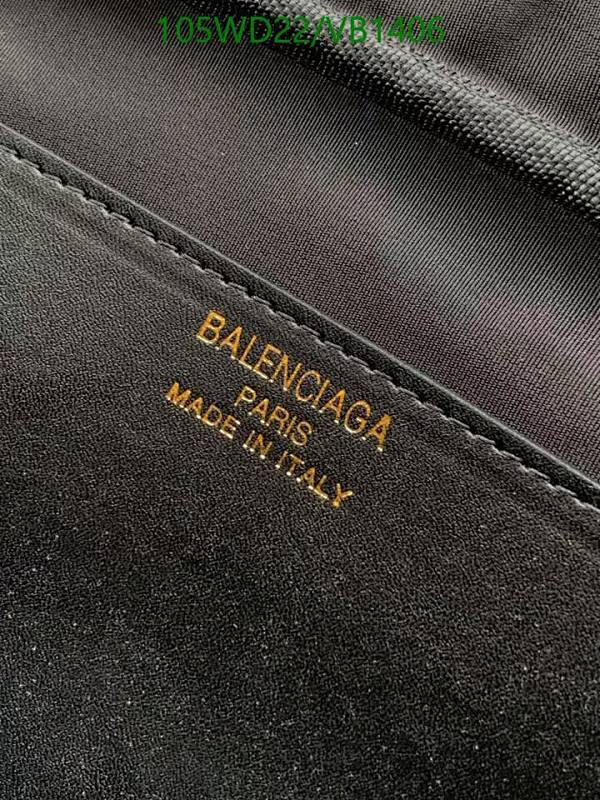 105WD22/VB1406
BALENCIAGA
PARIS
MADE IN ITALY